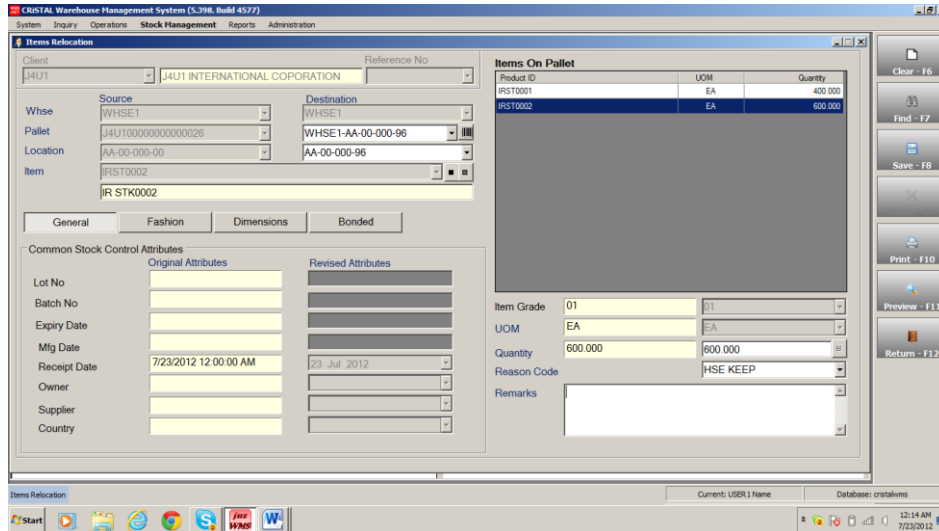 CRiSTAL Warehouse Management System (5.398. Build 4577)
System Inquiry Operations Stock Management Reports Administration
Items Relocation
Client Reference No
J4U1 J4U1 INTERNATIONAL COPORATION
Source Destination
Whse WHSE1 WHSE1
Pallet J4U100000000000026 WHSE1-AA-00-000-96
Location AA-00-000-00 AA-00-000-96
Item IRST0002
IR STK0002
General Fashion Dimensions Bonded
Common Stock Control Attributes
Original Attributes Revised Attributes
Lot No
Batch No
Expiry Date
Mfg Date
Receipt Date 7/23/2012 12:00:00 AM 23 Jul 2012
Owner
Supplier
Country
Items On Pallet
Product ID UOM Quantity
IRST0001 EA 400.000
IRST0002 EA 600.000
Item Grade 01 01
UOM EA EA
Quantity 600.000 600.000
Reason Code HSE KEEP
Remarks
Clear - F6
Find - F7
Save - F8
Print - F10
Preview - F11
Return - F12
Items Relocation Current: USER1 Name Database: cristalwms
Start juz WMS 12:14 AM
7/23/2012